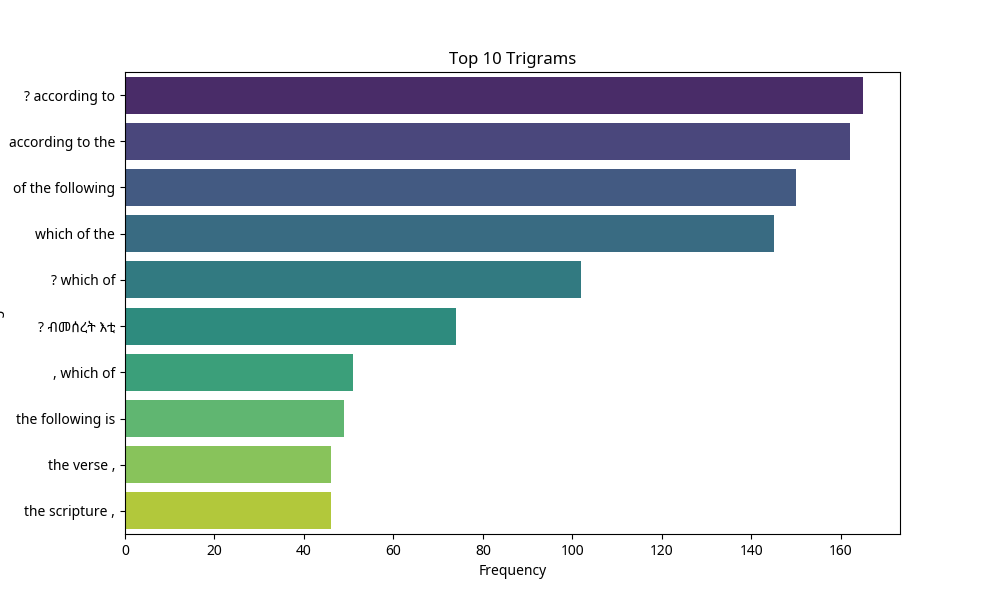 Top 10 Trigrams
? according to
according to the
of the following
which of the
? which of
? ብመሰረት እቲ
, which of
the following is
the verse ,
the scripture ,
0 20 40 60 80 100 120 140 160
Frequency